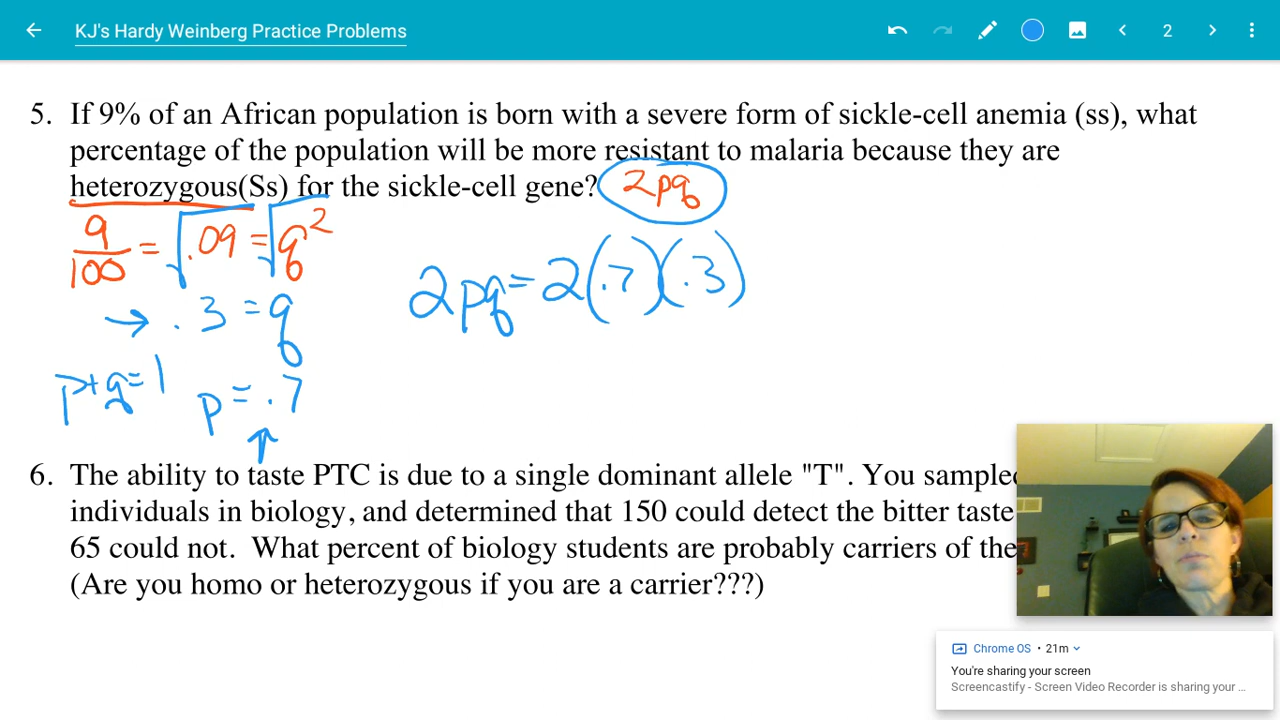 KJ's Hardy Weinberg Practice Problems
2
5. If 9% of an African population is born with a severe form of sickle-cell anemia (ss), what
percentage of the population will be more resistant to malaria because they are
heterozygous(Ss) for the sickle-cell gene? 2pq
9/100 = √.09 = √q²
→ .3 = q
2pq = 2(.7)(.3)
p+q=1
p = .7
↑
6. The ability to taste PTC is due to a single dominant allele "T". You sampled
individuals in biology, and determined that 150 could detect the bitter taste
65 could not. What percent of biology students are probably carriers of the
(Are you homo or heterozygous if you are a carrier???)
Chrome OS • 21m
You're sharing your screen
Screencastify - Screen Video Recorder is sharing your ...